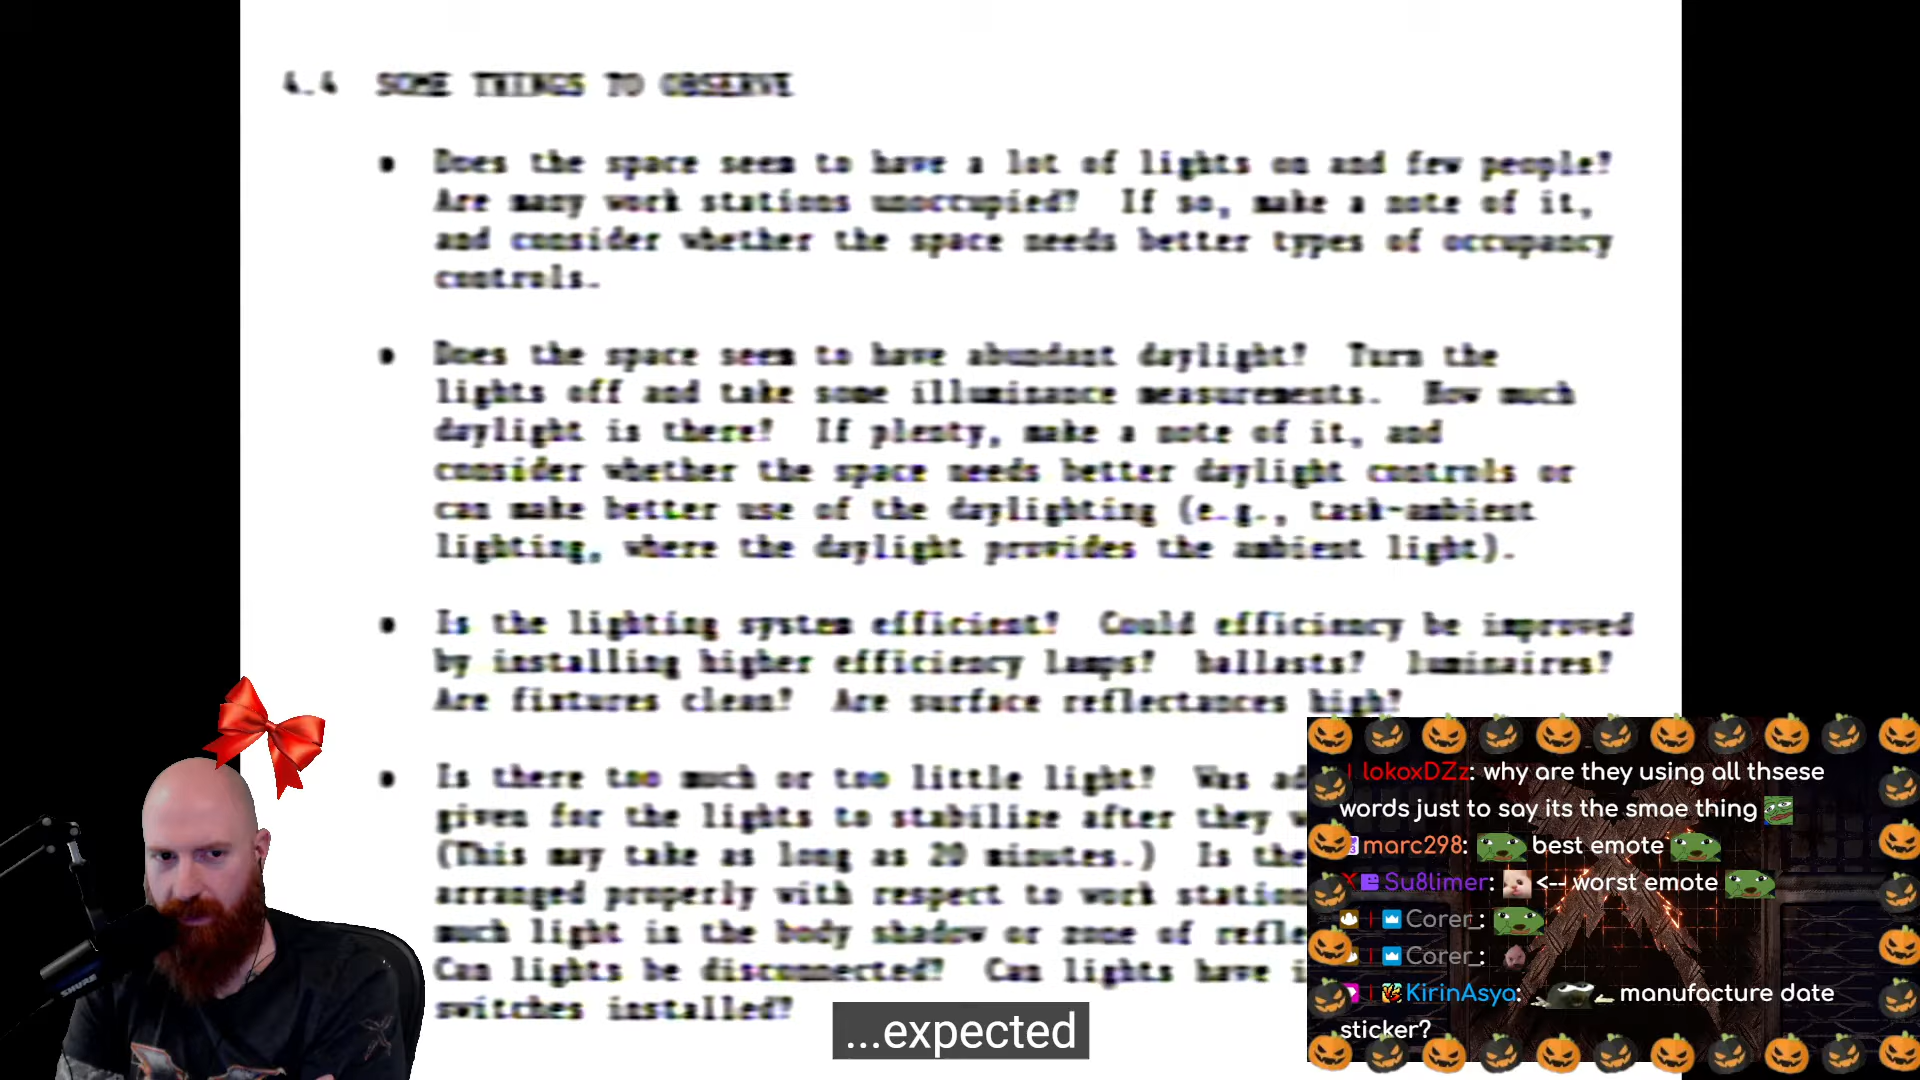 4.4 SOME THINGS TO OBSERVE
• Does the space seem to have a lot of lights on and few people?
Are many work stations unoccupied? If so, make a note of it,
and consider whether the space needs better types of occupancy
controls.
• Does the space seem to have abundant daylight? Turn the
lights off and take some illuminance measurements. How much
daylight is there? If plenty, make a note of it, and
consider whether the space needs better daylight controls or
can make better use of the daylighting (e.g., task-ambient
lighting, where the daylight provides the ambient light).
• Is the lighting system efficient? Could efficiency be improved
by installing higher efficiency lamps? ballasts? luminaires?
Are fixtures clean? Are surface reflectances high?
• Is there too much or too little light? Was
given for the lights to stabilize after they
(This may take as long as 20 minutes.) Is
arranged properly with respect to work
much light in the body shadow or zone of
Can lights be disconnected? Can lights have
switches installed?
...expected
SHURE
lokoxDZz: why are they using all thsese
words just to say its the smoe thing
marc298: best emote
Su8limer: <-- worst emote
Corer_:
Corer_:
KirinAsya: manufacture date
sticker?